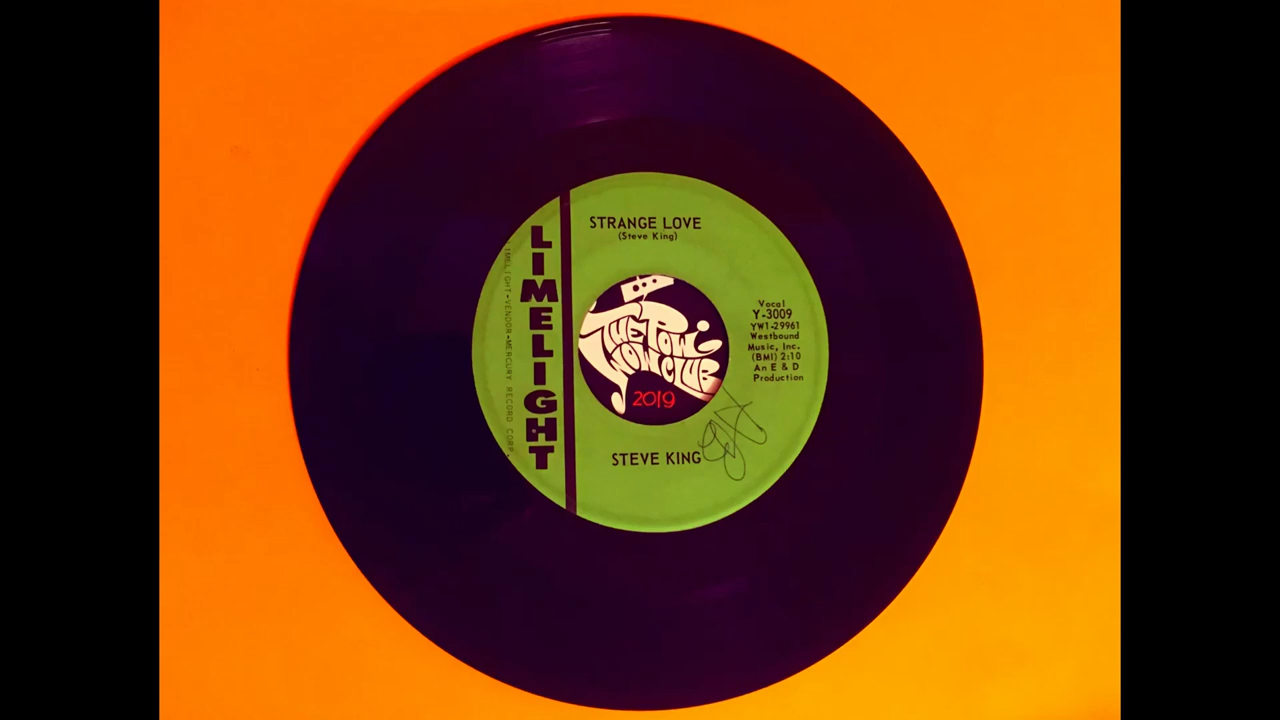 STRANGE LOVE
(Steve King)
LIMELIGHT
LIMELIGHT-VENDOR-MERCURY RECORD CORP.
THE POW WOW CLUB
2019
Vocal
Y-3009
YW1-29961
Westbound
Music, Inc.
(BMI) 2:10
An E & D
Production
STEVE KING